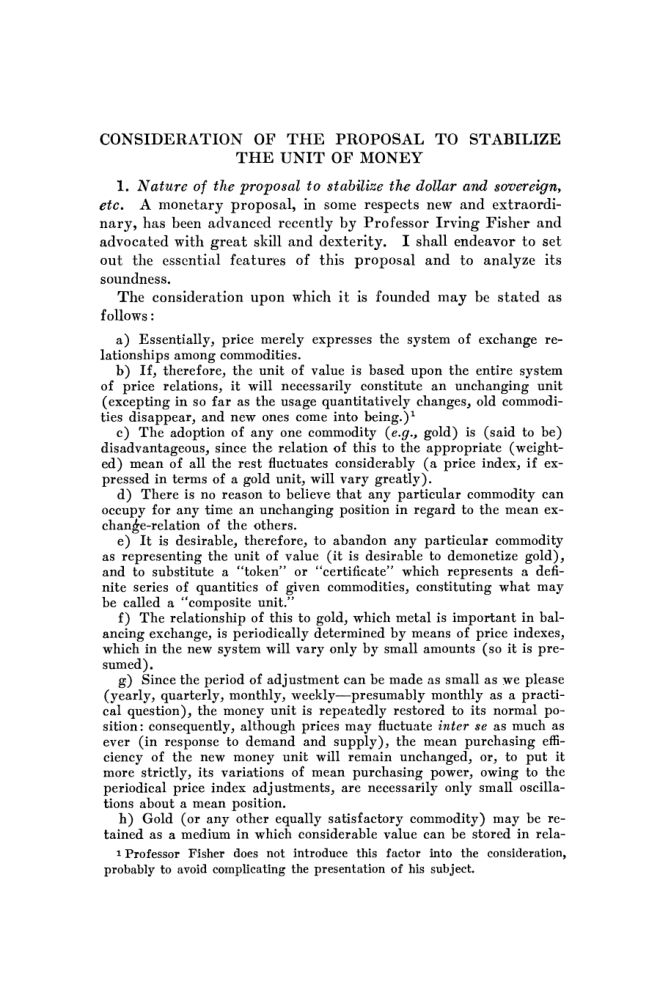 CONSIDERATION OF THE PROPOSAL TO STABILIZE
THE UNIT OF MONEY
1. Nature of the proposal to stabilize the dollar and sovereign,
etc. A monetary proposal, in some respects new and extraordi-
nary, has been advanced recently by Professor Irving Fisher and
advocated with great skill and dexterity. I shall endeavor to set
out the essential features of this proposal and to analyze its
soundness.
The consideration upon which it is founded may be stated as
follows:
a) Essentially, price merely expresses the system of exchange re-
lationships among commodities.
b) If, therefore, the unit of value is based upon the entire system
of price relations, it will necessarily constitute an unchanging unit
(excepting in so far as the usage quantitatively changes, old commodi-
ties disappear, and new ones come into being.)¹
c) The adoption of any one commodity (e.g., gold) is (said to be)
disadvantageous, since the relation of this to the appropriate (weight-
ed) mean of all the rest fluctuates considerably (a price index, if ex-
pressed in terms of a gold unit, will vary greatly).
d) There is no reason to believe that any particular commodity can
occupy for any time an unchanging position in regard to the mean ex-
change-relation of the others.
e) It is desirable, therefore, to abandon any particular commodity
as representing the unit of value (it is desirable to demonetize gold),
and to substitute a "token" or "certificate" which represents a defi-
nite series of quantities of given commodities, constituting what may
be called a "composite unit."
f) The relationship of this to gold, which metal is important in bal-
ancing exchange, is periodically determined by means of price indexes,
which in the new system will vary only by small amounts (so it is pre-
sumed).
g) Since the period of adjustment can be made as small as we please
(yearly, quarterly, monthly, weekly—presumably monthly as a practi-
cal question), the money unit is repeatedly restored to its normal po-
sition: consequently, although prices may fluctuate inter se as much as
ever (in response to demand and supply), the mean purchasing effi-
ciency of the new money unit will remain unchanged, or, to put it
more strictly, its variations of mean purchasing power, owing to the
periodical price index adjustments, are necessarily only small oscilla-
tions about a mean position.
h) Gold (or any other equally satisfactory commodity) may be re-
tained as a medium in which considerable value can be stored in rela-
¹ Professor Fisher does not introduce this factor into the consideration,
probably to avoid complicating the presentation of his subject.